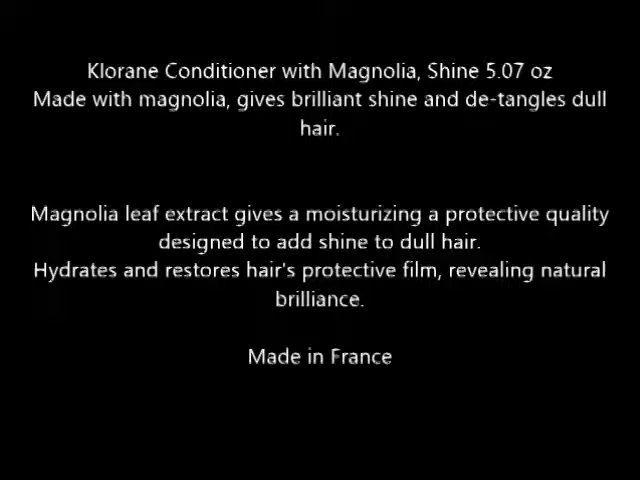 Klorane Conditioner with Magnolia, Shine 5.07 oz
Made with magnolia, gives brilliant shine and de-tangles dull
hair.
Magnolia leaf extract gives a moisturizing a protective quality
designed to add shine to dull hair.
Hydrates and restores hair's protective film, revealing natural
brilliance.
Made in France